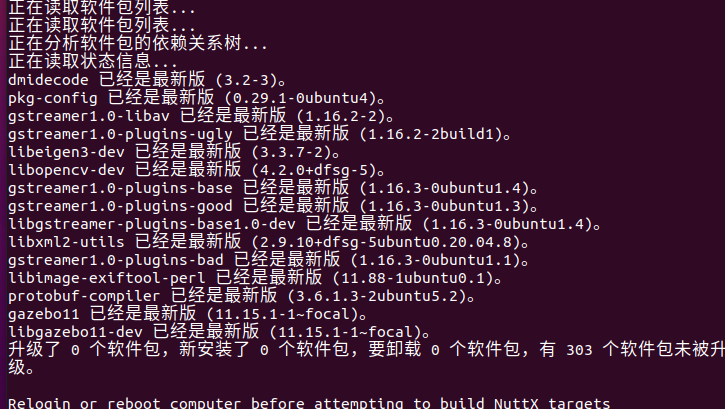 正在读取软件包列表...
正在读取软件包列表...
正在分析软件包的依赖关系树...
正在读取状态信息...
dmidecode 已经是最新版 (3.2-3)。
pkg-config 已经是最新版 (0.29.1-0ubuntu4)。
gstreamer1.0-libav 已经是最新版 (1.16.2-2)。
gstreamer1.0-plugins-ugly 已经是最新版 (1.16.2-2build1)。
libeigen3-dev 已经是最新版 (3.3.7-2)。
libopencv-dev 已经是最新版 (4.2.0+dfsg-5)。
gstreamer1.0-plugins-base 已经是最新版 (1.16.3-0ubuntu1.4)。
gstreamer1.0-plugins-good 已经是最新版 (1.16.3-0ubuntu1.3)。
libgstreamer-plugins-base1.0-dev 已经是最新版 (1.16.3-0ubuntu1.4)。
libxml2-utils 已经是最新版 (2.9.10+dfsg-5ubuntu0.20.04.8)。
gstreamer1.0-plugins-bad 已经是最新版 (1.16.3-0ubuntu1.1)。
libimage-exiftool-perl 已经是最新版 (11.88-1ubuntu0.1)。
protobuf-compiler 已经是最新版 (3.6.1.3-2ubuntu5.2)。
gazebo11 已经是最新版 (11.15.1-1~focal)。
libgazebo11-dev 已经是最新版 (11.15.1-1~focal)。
升级了 0 个软件包，新安装了 0 个软件包，要卸载 0 个软件包，有 303 个软件包未被升
级。
Relogin or reboot computer before attempting to build NuttX targets